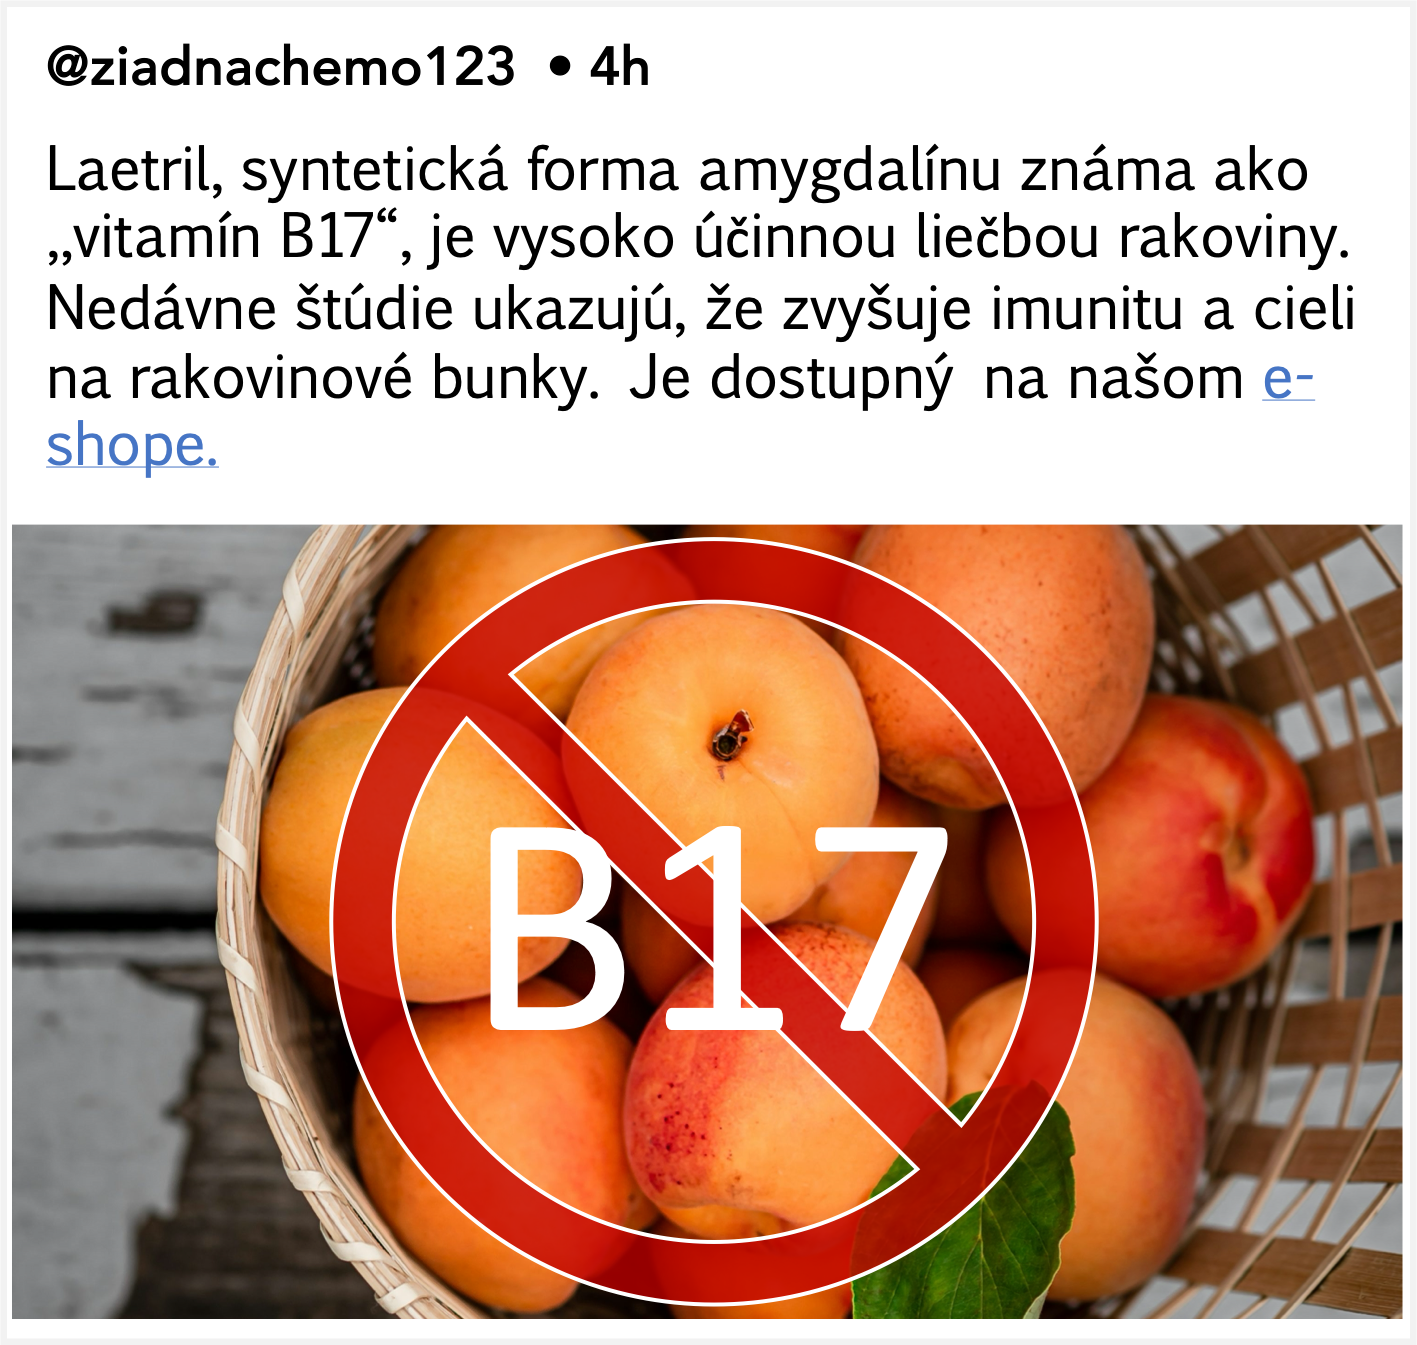 @ziadnachemo123 • 4h
Laetril, syntetická forma amygdalínu známa ako
„vitamín B17“, je vysoko účinnou liečbou rakoviny.
Nedávne štúdie ukazujú, že zvyšuje imunitu a cieli
na rakovinové bunky. Je dostupný na našom e-
shope.
B17